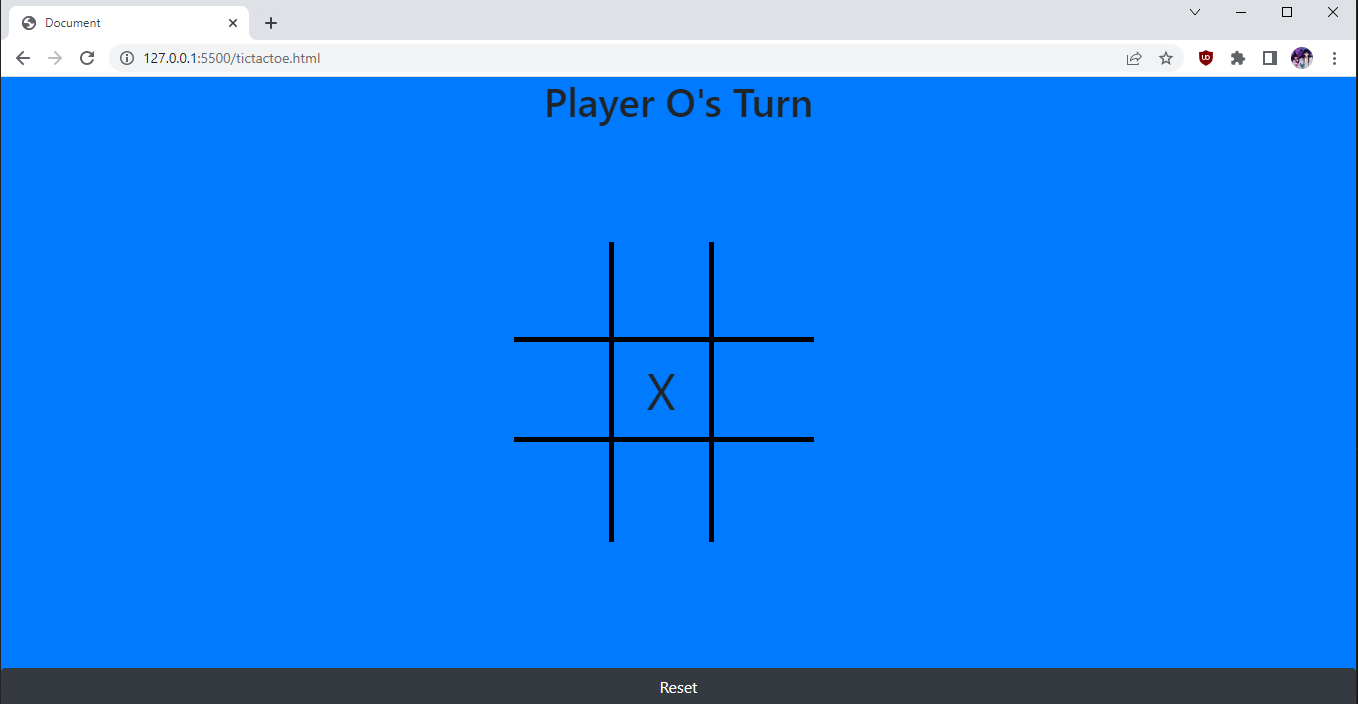 Document
127.0.0.1:5500/tictactoe.html
Player O's Turn
X
Reset